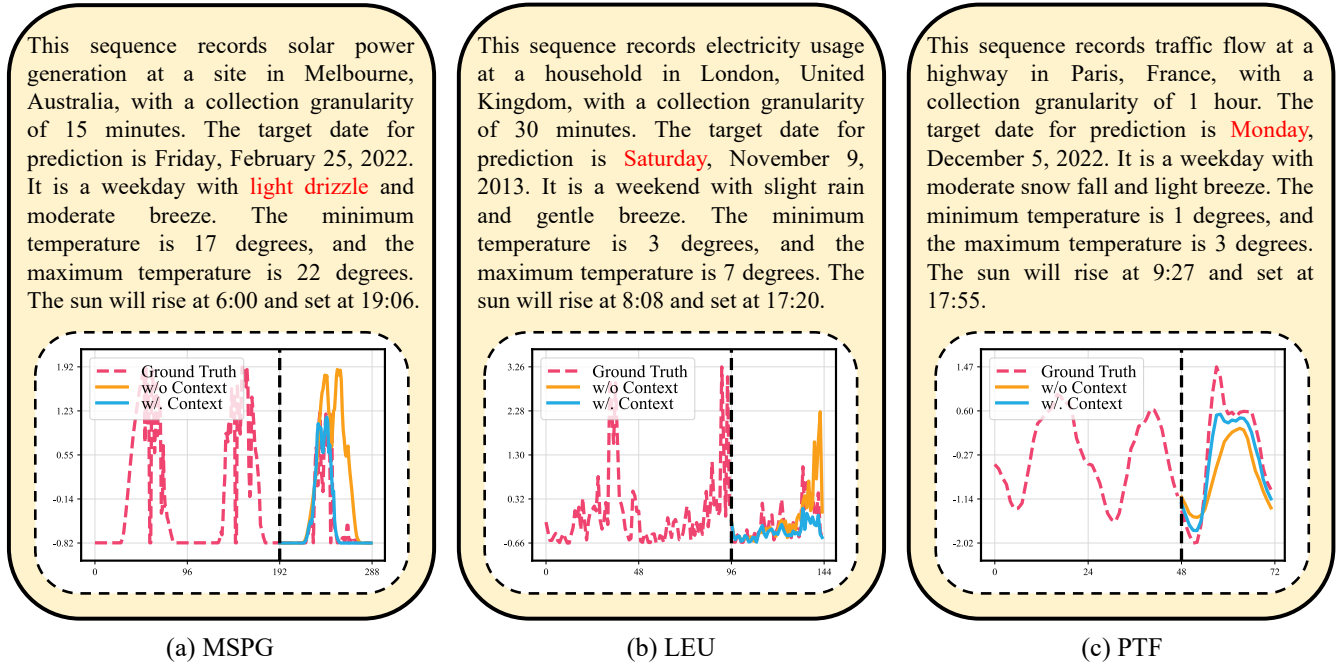 This sequence records solar power
generation at a site in Melbourne,
Australia, with a collection granularity
of 15 minutes. The target date for
prediction is Friday, February 25, 2022.
It is a weekday with light drizzle and
moderate breeze. The minimum
temperature is 17 degrees, and the
maximum temperature is 22 degrees.
The sun will rise at 6:00 and set at 19:06.
Ground Truth
w/o Context
w/. Context
1.92
1.23
0.55
-0.14
-0.82
0
96
192
288
(a) MSPG
This sequence records electricity usage
at a household in London, United
Kingdom, with a collection granularity
of 30 minutes. The target date for
prediction is Saturday, November 9,
2013. It is a weekend with slight rain
and gentle breeze. The minimum
temperature is 3 degrees, and the
maximum temperature is 7 degrees. The
sun will rise at 8:08 and set at 17:20.
Ground Truth
w/o Context
w/. Context
3.26
2.28
1.30
0.32
-0.66
0
48
96
144
(b) LEU
This sequence records traffic flow at a
highway in Paris, France, with a
collection granularity of 1 hour. The
target date for prediction is Monday,
December 5, 2022. It is a weekday with
moderate snow fall and light breeze. The
minimum temperature is 1 degrees, and
the maximum temperature is 3 degrees.
The sun will rise at 9:27 and set at
17:55.
Ground Truth
w/o Context
w/. Context
1.47
0.60
-0.27
-1.14
-2.02
0
24
48
72
(c) PTF